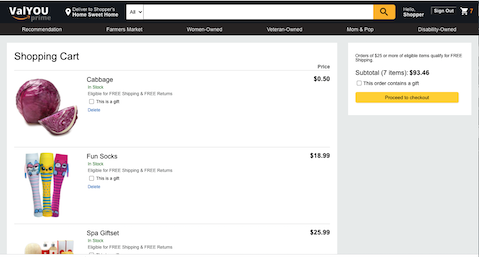 ValYOU
prime
Deliver to Shopper's
Home Sweet Home
All
Hello,
Shopper
Sign Out
7
Recommendation
Farmers Market
Women-Owned
Veteran-Owned
Mom & Pop
Disability-Owned
Shopping Cart
Price
Cabbage
$0.50
In Stock
Eligible for FREE Shipping & FREE Returns
This is a gift
Delete
Fun Socks
$18.99
In Stock
Eligible for FREE Shipping & FREE Returns
This is a gift
Delete
Spa Giftset
$25.99
In Stock
Eligible for FREE Shipping & FREE Returns
This is a gift
Orders of $25 or more of eligible items qualify for FREE
Shipping.
Subtotal (7 items): $93.46
This order contains a gift
Proceed to checkout